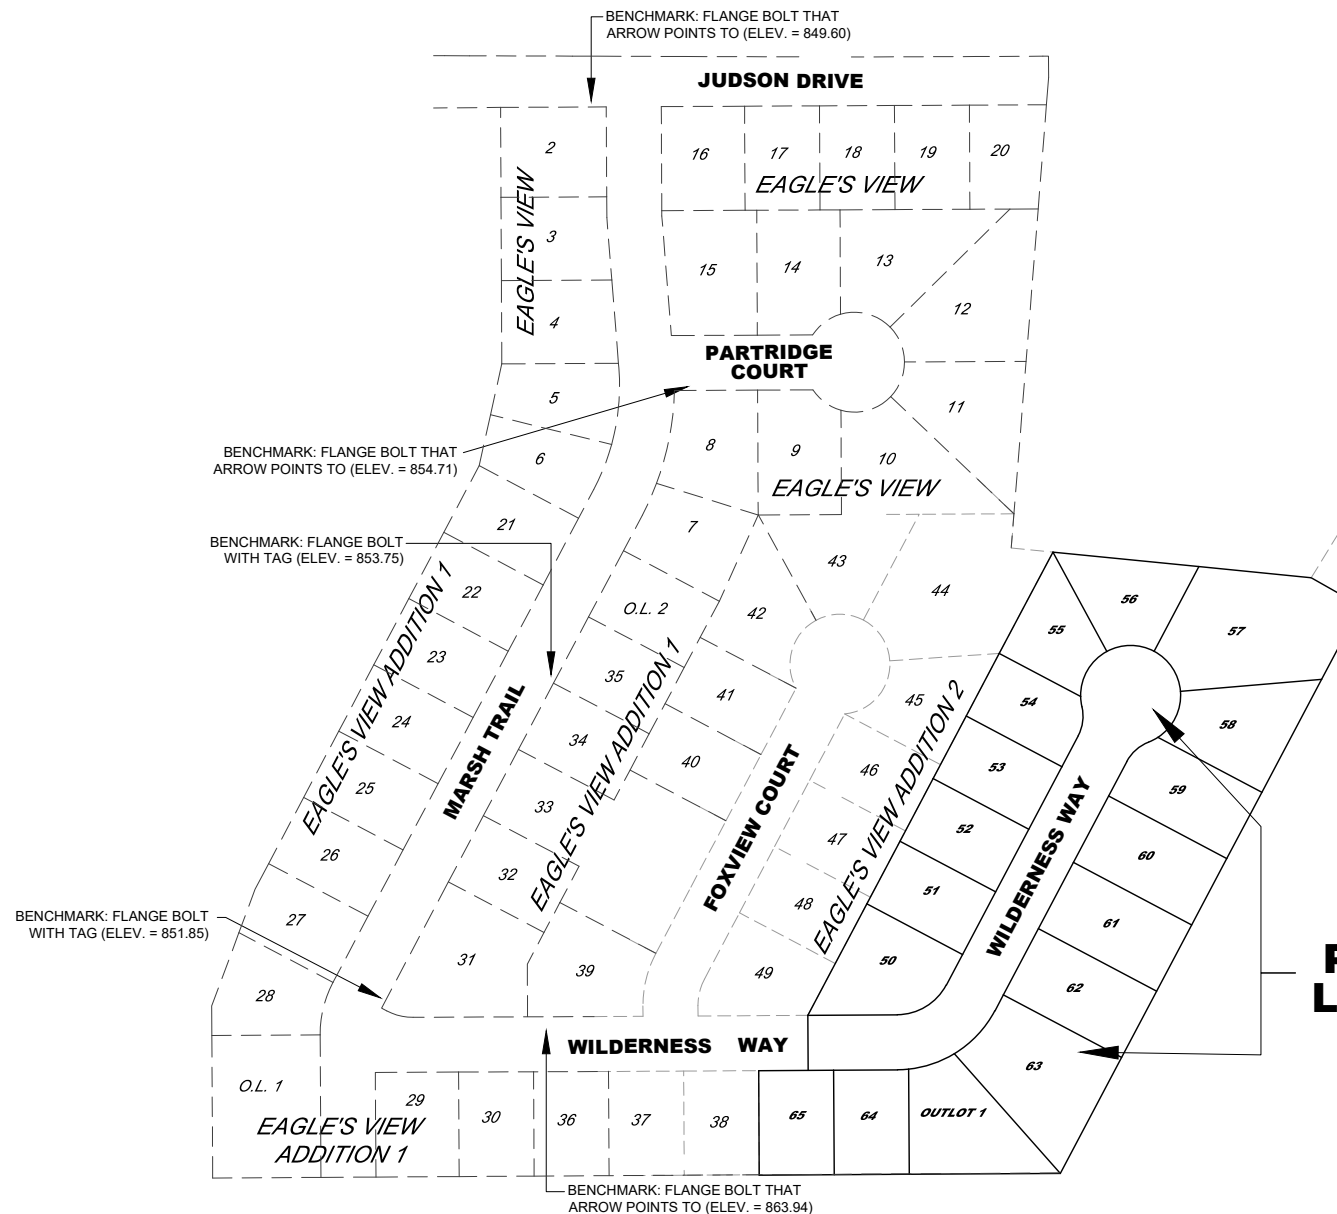 BENCHMARK: FLANGE BOLT THAT
ARROW POINTS TO (ELEV. = 849.60)
JUDSON DRIVE
2
16
17
18
19
20
EAGLE'S VIEW
EAGLE'S VIEW
3
15
14
13
12
4
PARTRIDGE
COURT
5
11
8
9
10
EAGLE'S VIEW
BENCHMARK: FLANGE BOLT THAT
ARROW POINTS TO (ELEV. = 854.71)
6
21
7
BENCHMARK: FLANGE BOLT
WITH TAG (ELEV. = 853.75)
43
44
22
O.L. 2
42
55
56
57
EAGLE'S VIEW ADDITION 1
23
35
41
45
54
58
24
34
40
46
53
59
MARSH TRAIL
EAGLE'S VIEW ADDITION 1
FOXVIEW COURT
EAGLE'S VIEW ADDITION 2
WILDERNESS WAY
25
33
47
52
60
26
32
48
51
61
BENCHMARK: FLANGE BOLT
WITH TAG (ELEV. = 851.85)
27
31
39
49
50
62
28
P
L
WILDERNESS WAY
63
O.L. 1
29
30
36
37
38
65
64
OUTLOT 1
EAGLE'S VIEW
ADDITION 1
BENCHMARK: FLANGE BOLT THAT
ARROW POINTS TO (ELEV. = 863.94)